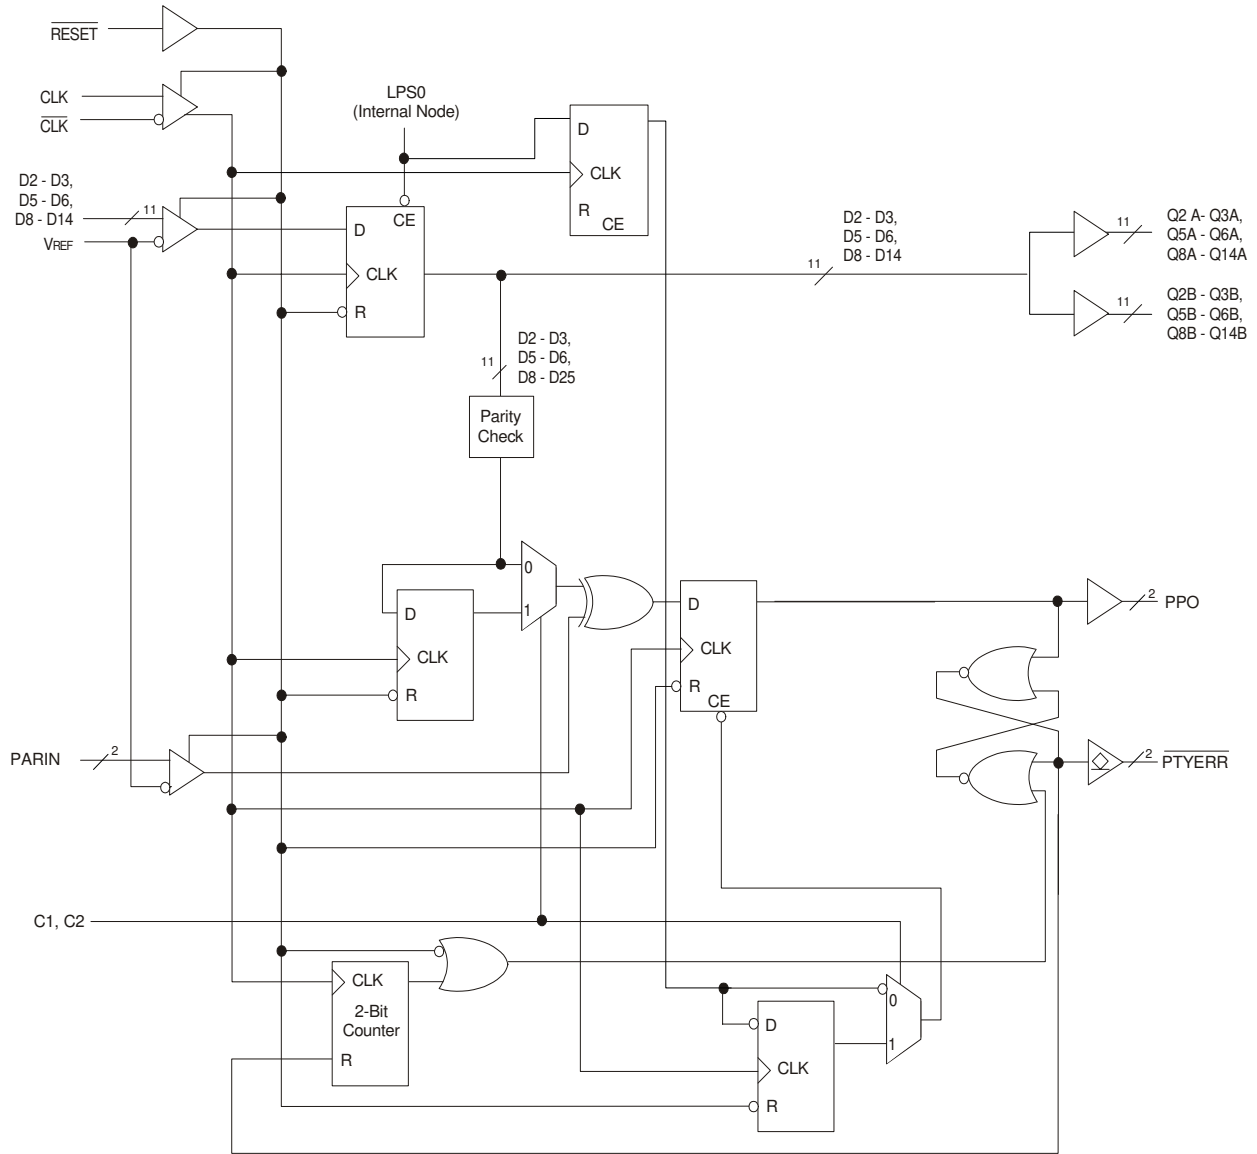 RESET
CLK
CLK
LPS0
(Internal Node)
D
CLK
R
CE
D2 - D3,
D5 - D6,
D8 - D14
11
VREF
CE
D
CLK
R
D2 - D3,
D5 - D6,
D8 - D14
11
11
Q2 A- Q3A,
Q5A - Q6A,
Q8A - Q14A
11
Q2B - Q3B,
Q5B - Q6B,
Q8B - Q14B
11
D2 - D3,
D5 - D6,
D8 - D25
Parity
Check
0
1
D
CLK
R
D
CLK
R
CE
2
PPO
PARIN
2
2
PTYERR
C1, C2
CLK
2-Bit
Counter
R
0
1
D
CLK
R